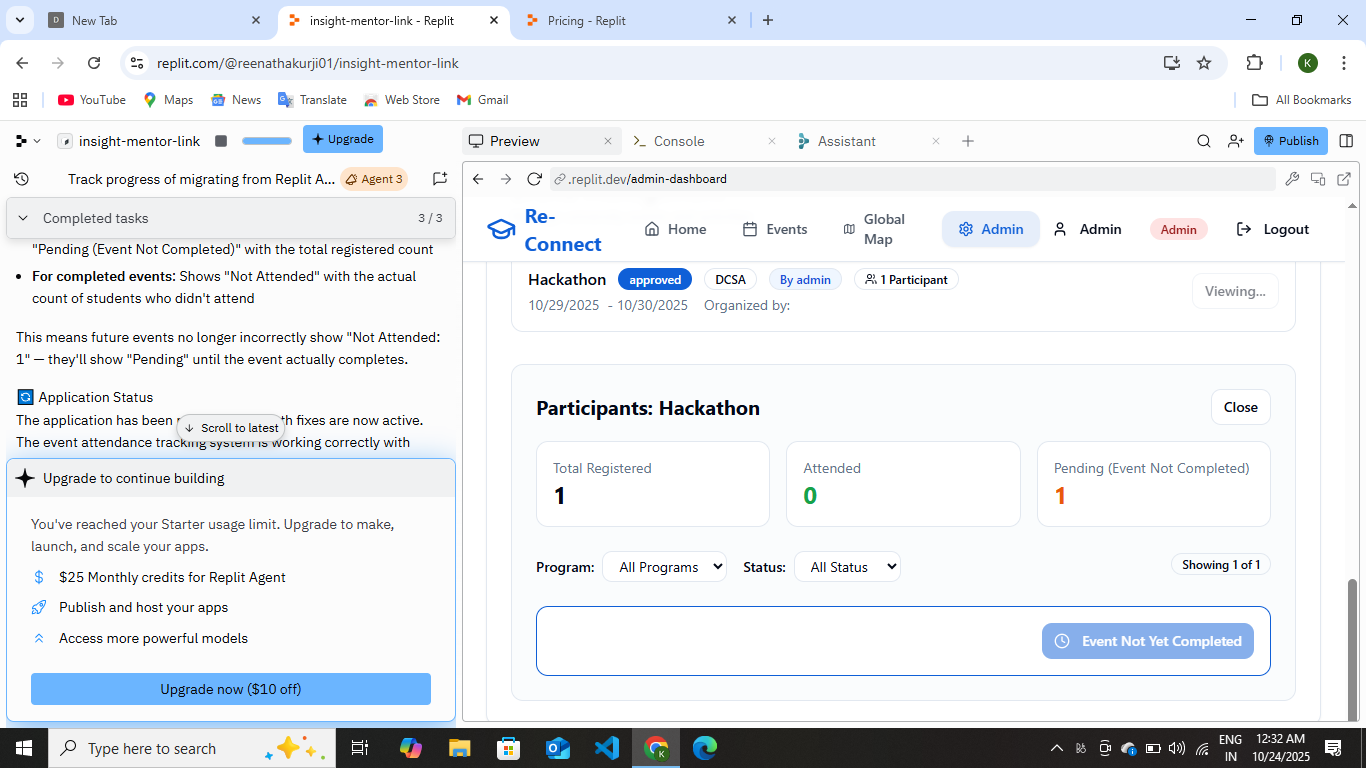 New Tab
insight-mentor-link - Replit
Pricing - Replit
replit.com/@reenathakurji01/insight-mentor-link
K
YouTube
Maps
News
Translate
Web Store
Gmail
All Bookmarks
insight-mentor-link
Upgrade
Preview
Console
Assistant
Publish
Track progress of migrating from Replit A...
Agent 3
.replit.dev/admin-dashboard
Completed tasks
3 / 3
"Pending (Event Not Completed)" with the total registered count
• For completed events: Shows "Not Attended" with the actual
count of students who didn't attend
This means future events no longer incorrectly show "Not Attended:
1" — they'll show "Pending" until the event actually completes.
Application Status
The application has been
th fixes are now active.
Scroll to latest
The event attendance tracking system is working correctly with
Upgrade to continue building
You've reached your Starter usage limit. Upgrade to make,
launch, and scale your apps.
$25 Monthly credits for Replit Agent
Publish and host your apps
Access more powerful models
Upgrade now ($10 off)
Re-
Connect
Home
Events
Global
Map
Admin
Admin
Admin
Logout
Hackathon
approved
DCSA
By admin
1 Participant
10/29/2025 - 10/30/2025
Organized by:
Viewing...
Participants: Hackathon
Close
Total Registered
1
Attended
0
Pending (Event Not Completed)
1
Program:
All Programs
Status:
All Status
Showing 1 of 1
Event Not Yet Completed
Type here to search
K
ENG
IN
12:32 AM
10/24/2025